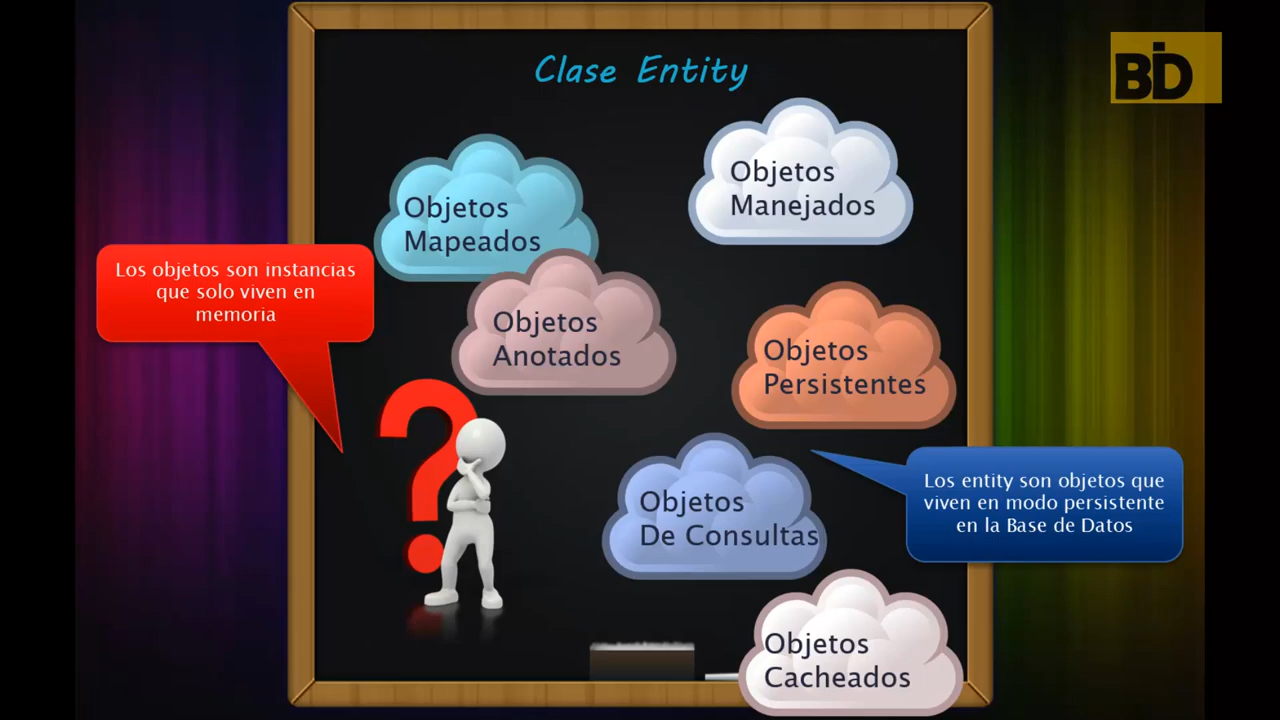 Clase Entity
BID
Objetos
Manejados
Objetos
Mapeados
Los objetos son instancias
que solo viven en
memoria
Objetos
Anotados
Objetos
Persistentes
Los entity son objetos que
viven en modo persistente
en la Base de Datos
Objetos
De Consultas
Objetos
Cacheados